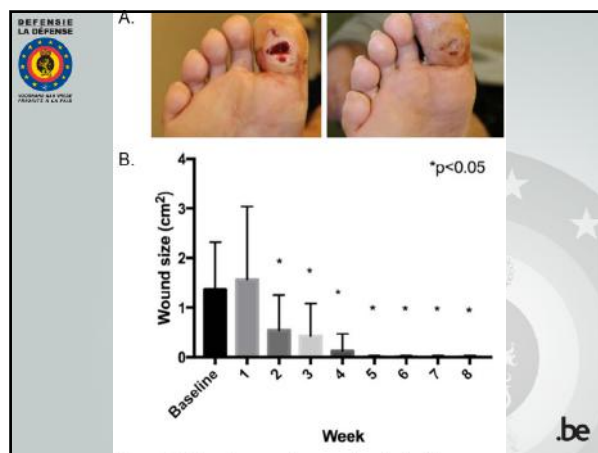 DEFENSIE
LA DÉFENSE
A.
B.
*p<0.05
Wound size (cm²)
4
3
2
1
0
* * * * * * *
Baseline
1
2
3
4
5
6
7
8
Week
.be